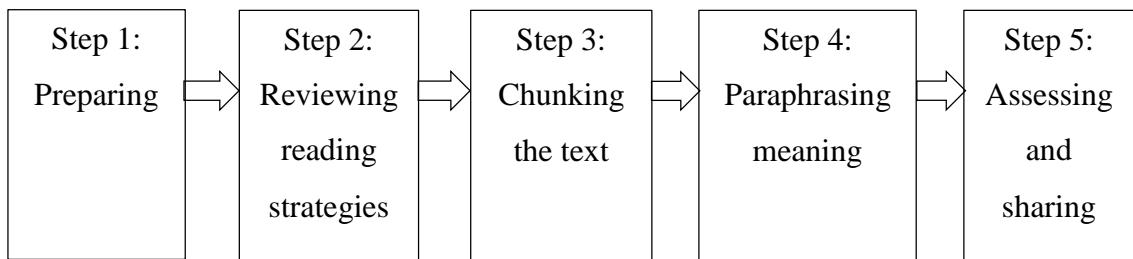 Step 1:
Preparing
Step 2:
Reviewing
reading
strategies
Step 3:
Chunking
the text
Step 4:
Paraphrasing
meaning
Step 5:
Assessing
and
sharing